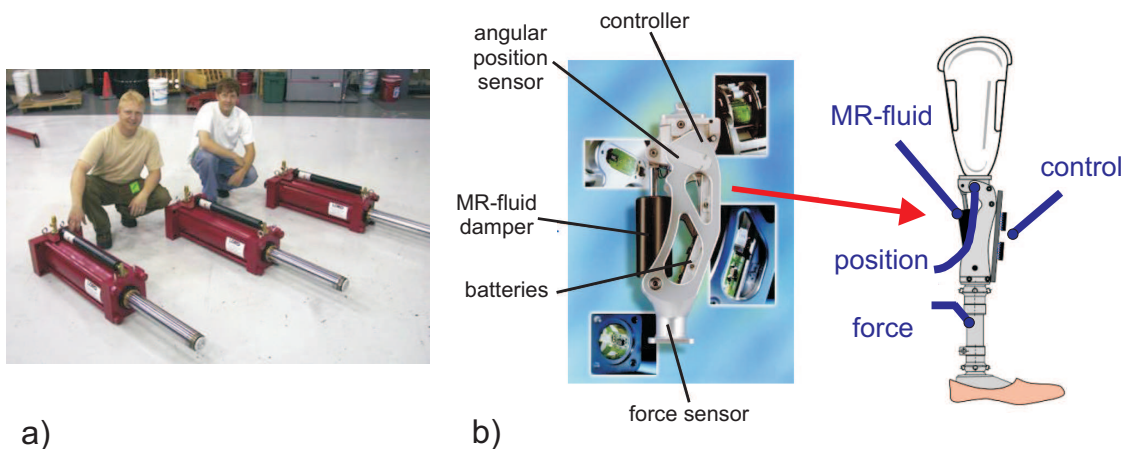 controller
angular
position
sensor
MR-fluid
damper
batteries
force sensor
MR-fluid
control
position
force
a)
b)